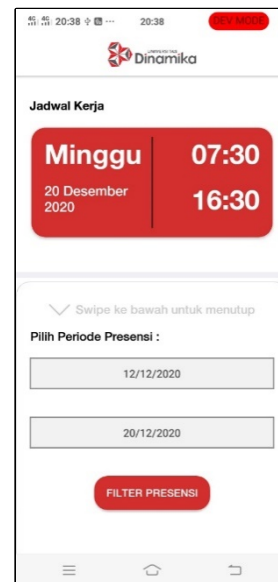 20:38
20:38
DEV MODE
UNIVERSITAS
Dinamika
Jadwal Kerja
Minggu
20 Desember
2020
07:30
16:30
Swipe ke bawah untuk menutup
Pilih Periode Presensi :
12/12/2020
20/12/2020
FILTER PRESENSI